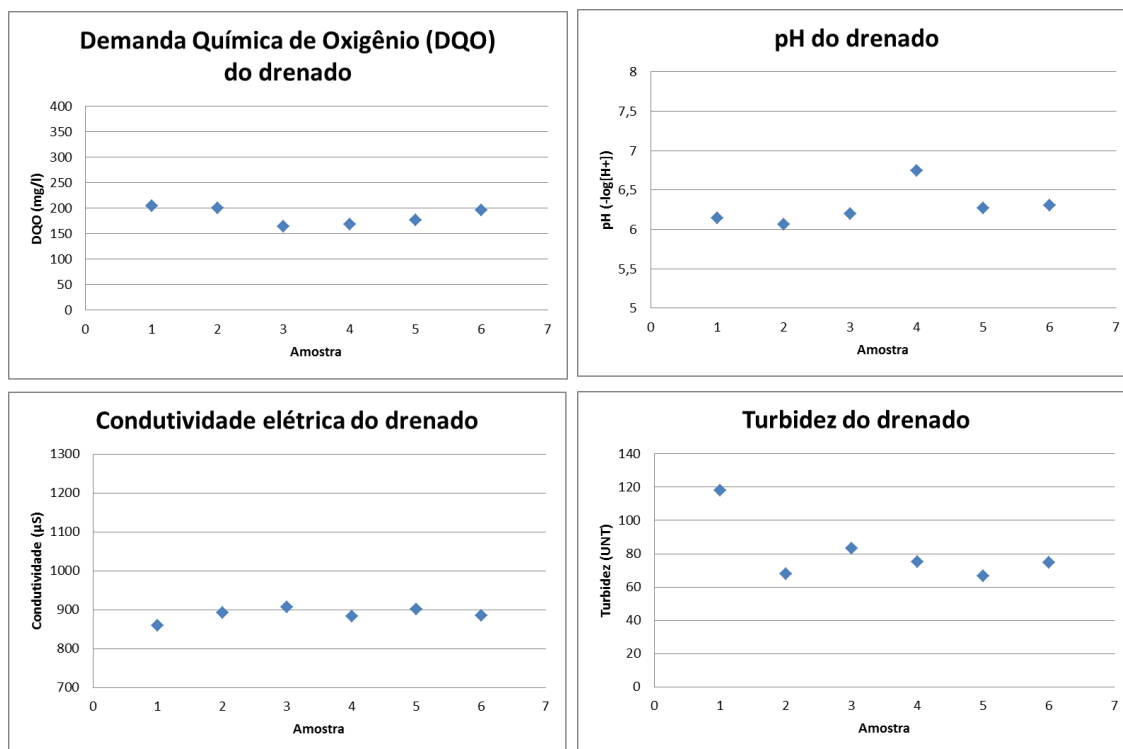 Demanda Química de Oxigênio (DQO)
do drenado
DQO (mg/l)
400
350
300
250
200
150
100
50
0
0 1 2 3 4 5 6 7
Amostra
pH do drenado
pH (-log[H+])
8
7,5
7
6,5
6
5,5
5
0 1 2 3 4 5 6 7
Amostra
Condutividade elétrica do drenado
Condutividade (µS)
1300
1200
1100
1000
900
800
700
0 1 2 3 4 5 6 7
Amostra
Turbidez do drenado
Turbidez (UNT)
140
120
100
80
60
40
20
0
0 1 2 3 4 5 6 7
Amostra